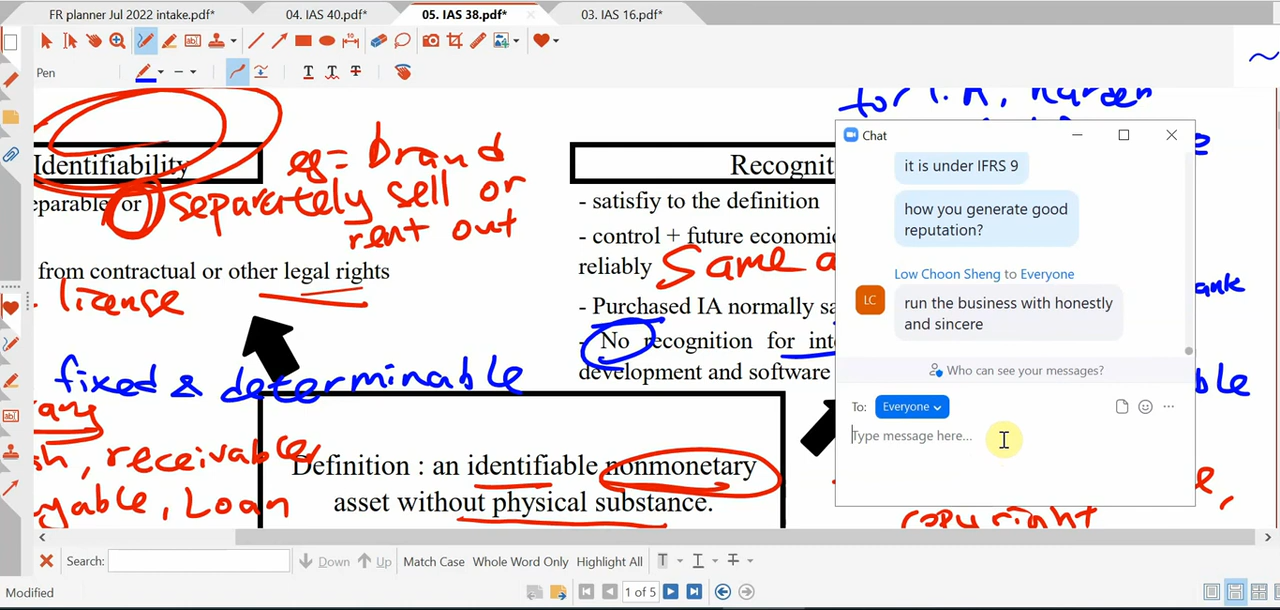 FR planner Jul 2022 intake.pdf*
04. IAS 40.pdf*
05. IAS 38.pdf*
03. IAS 16.pdf*
Pen
Identifiability
eg= brand
eparable or
separately sell or
rent out
from contractual or other legal rights
license
fixed & determinable
receivables
Loan
Definition : an identifiable nonmonetary
asset without physical substance.
for I.A, harder
Recognit
- satisfiy to the definition
- control + future economic
reliably
same a
- Purchased IA normally sa
- No recognition for int
development and software
copyright
Chat
it is under IFRS 9
how you generate good
reputation?
Low Choon Sheng to Everyone
LC
run the business with honestly
and sincere
Who can see your messages?
To: Everyone
Type message here...
Search:
Down
Up
Match Case
Whole Word Only
Highlight All
Modified
1 of 5